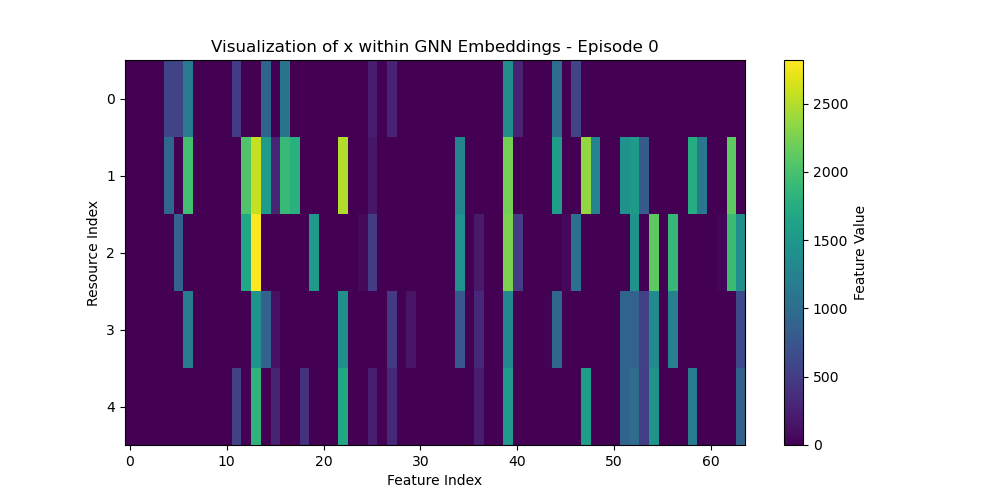 Visualization of x within GNN Embeddings - Episode 0
Resource Index
0
1
2
3
4
0 10 20 30 40 50 60
Feature Index
2500
2000
1500
1000
500
0
Feature Value